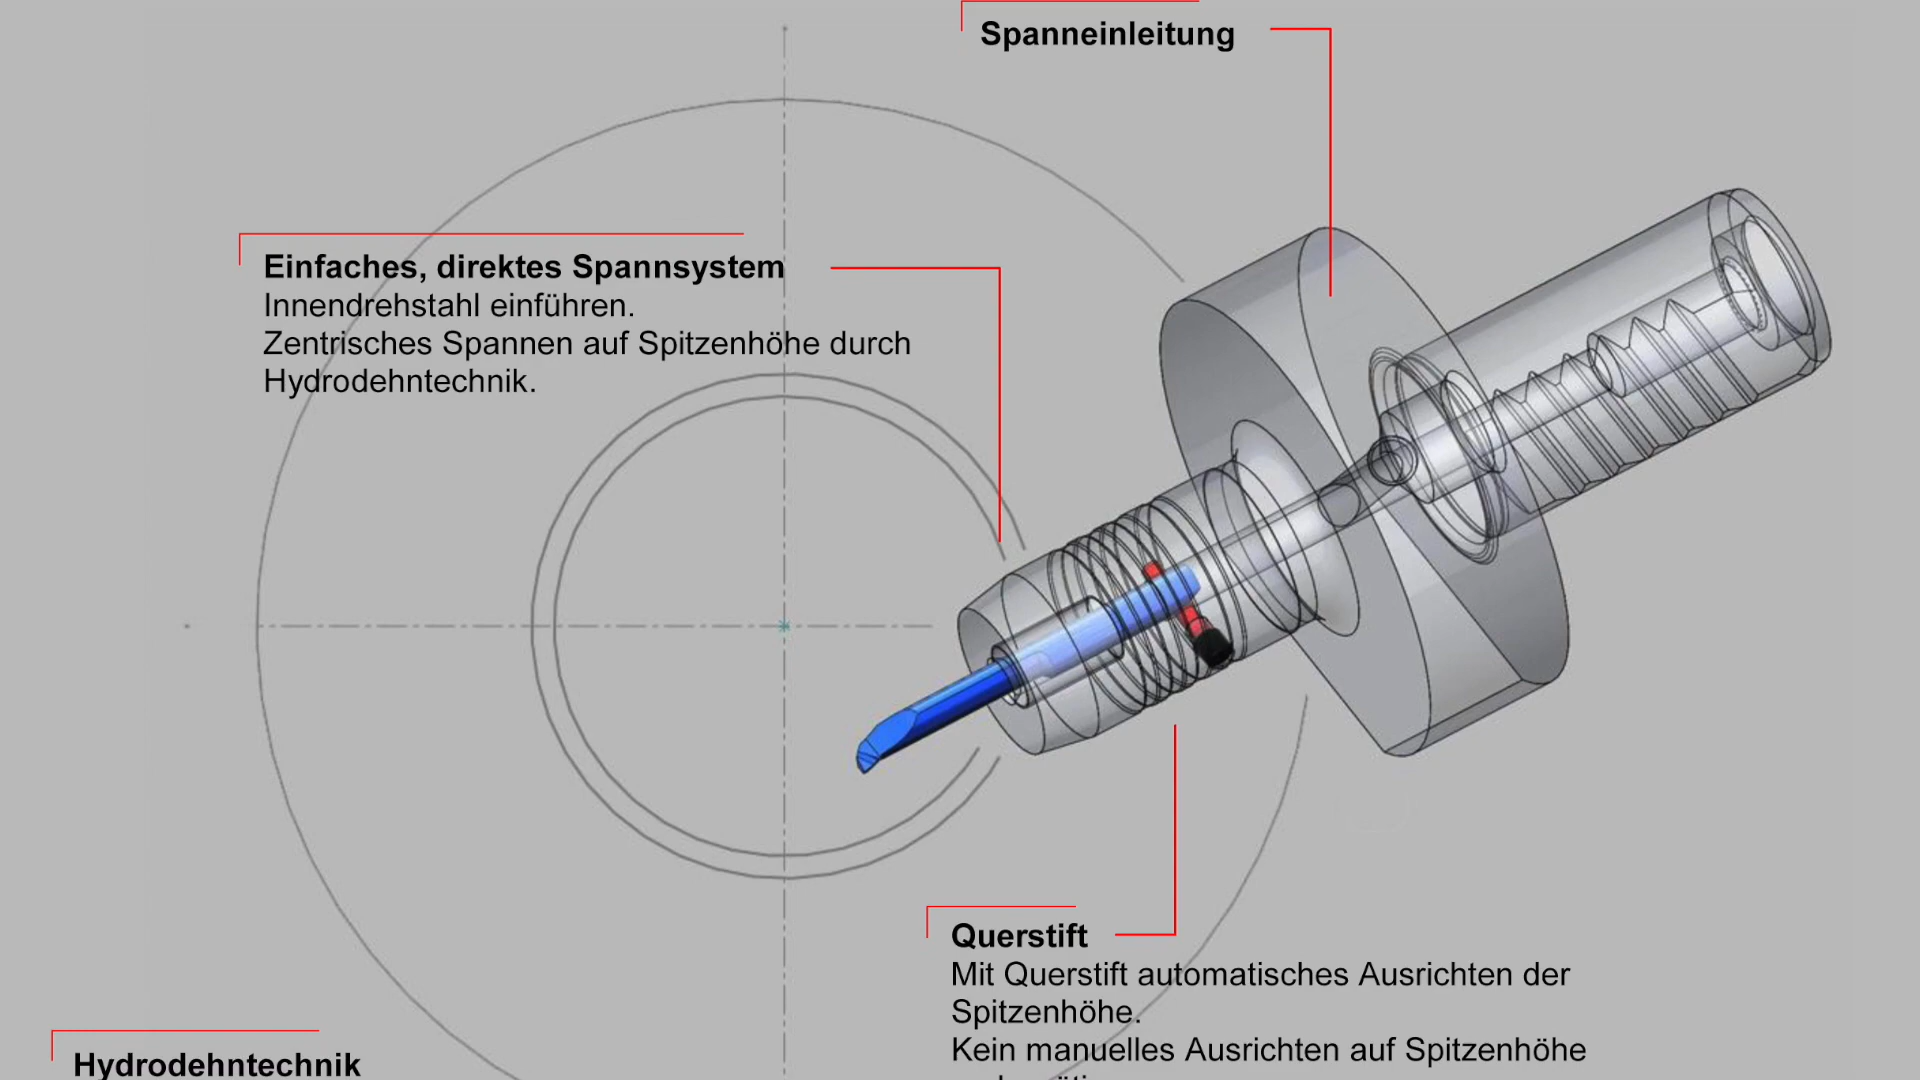 Spanneinleitung
Einfaches, direktes Spannsystem
Innendrehstahl einführen.
Zentrisches Spannen auf Spitzenhöhe durch
Hydrodehntechnik.
Querstift
Mit Querstift automatisches Ausrichten der
Spitzenhöhe.
Kein manuelles Ausrichten auf Spitzenhöhe
Hydrodehntechnik